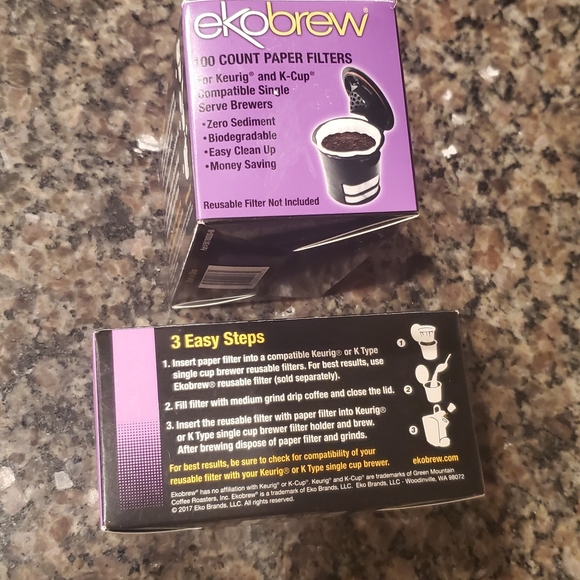 ekobrew®
100 COUNT PAPER FILTERS
For Keurig® and K-Cup®
Compatible Single
Serve Brewers
•Zero Sediment
•Biodegradable
•Easy Clean Up
•Money Saving
Reusable Filter Not Included
3 Easy Steps
1. Insert paper filter into a compatible Keurig® or K Type
single cup brewer reusable filters. For best results, use
Ekobrew® reusable filter (sold separately).
2. Fill filter with medium grind drip coffee and close the lid.
3. Insert the reusable filter with paper filter into Keurig®
or K Type single cup brewer filter holder and brew.
After brewing dispose of paper filter and grinds.
1
2
3
For best results, be sure to check for compatibility of your
reusable filter with your Keurig® or K Type single cup brewer.
ekobrew.com
Ekobrew® has no affiliation with Keurig® or K-Cup®. Keurig® and K-Cup® are trademarks of Green Mountain
Coffee Roasters, Inc. Ekobrew® is a trademark of Eko Brands, LLC. Eko Brands, LLC - Woodinville, WA 98072
© 2017 Eko Brands, LLC. All rights reserved.